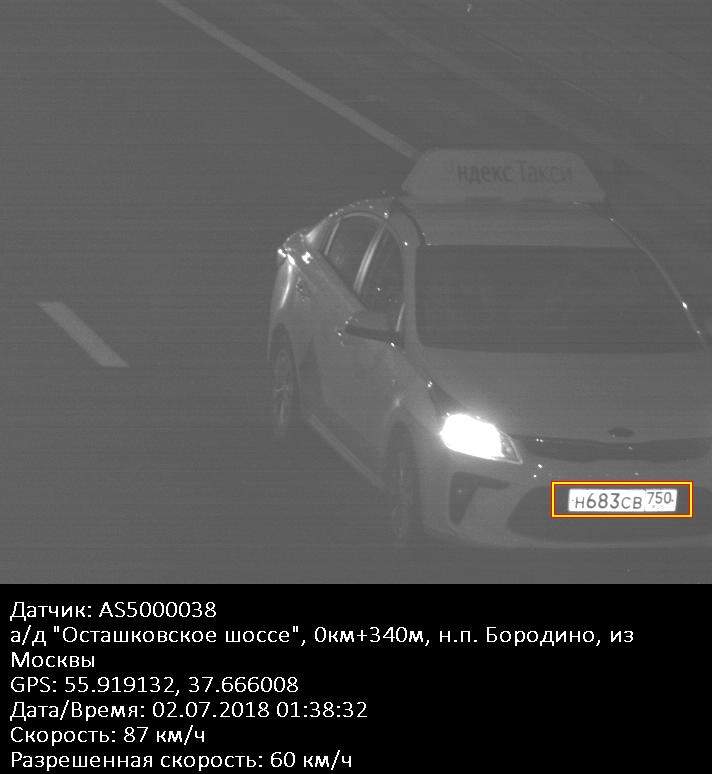 ндекс Такси
Н683СВ 750
RUS
Датчик: AS5000038
а/д "Осташковское шоссе", 0км+340м, н.п. Бородино, из
Москвы
GPS: 55.919132, 37.666008
Дата/Время: 02.07.2018 01:38:32
Скорость: 87 км/ч
Разрешенная скорость: 60 км/ч